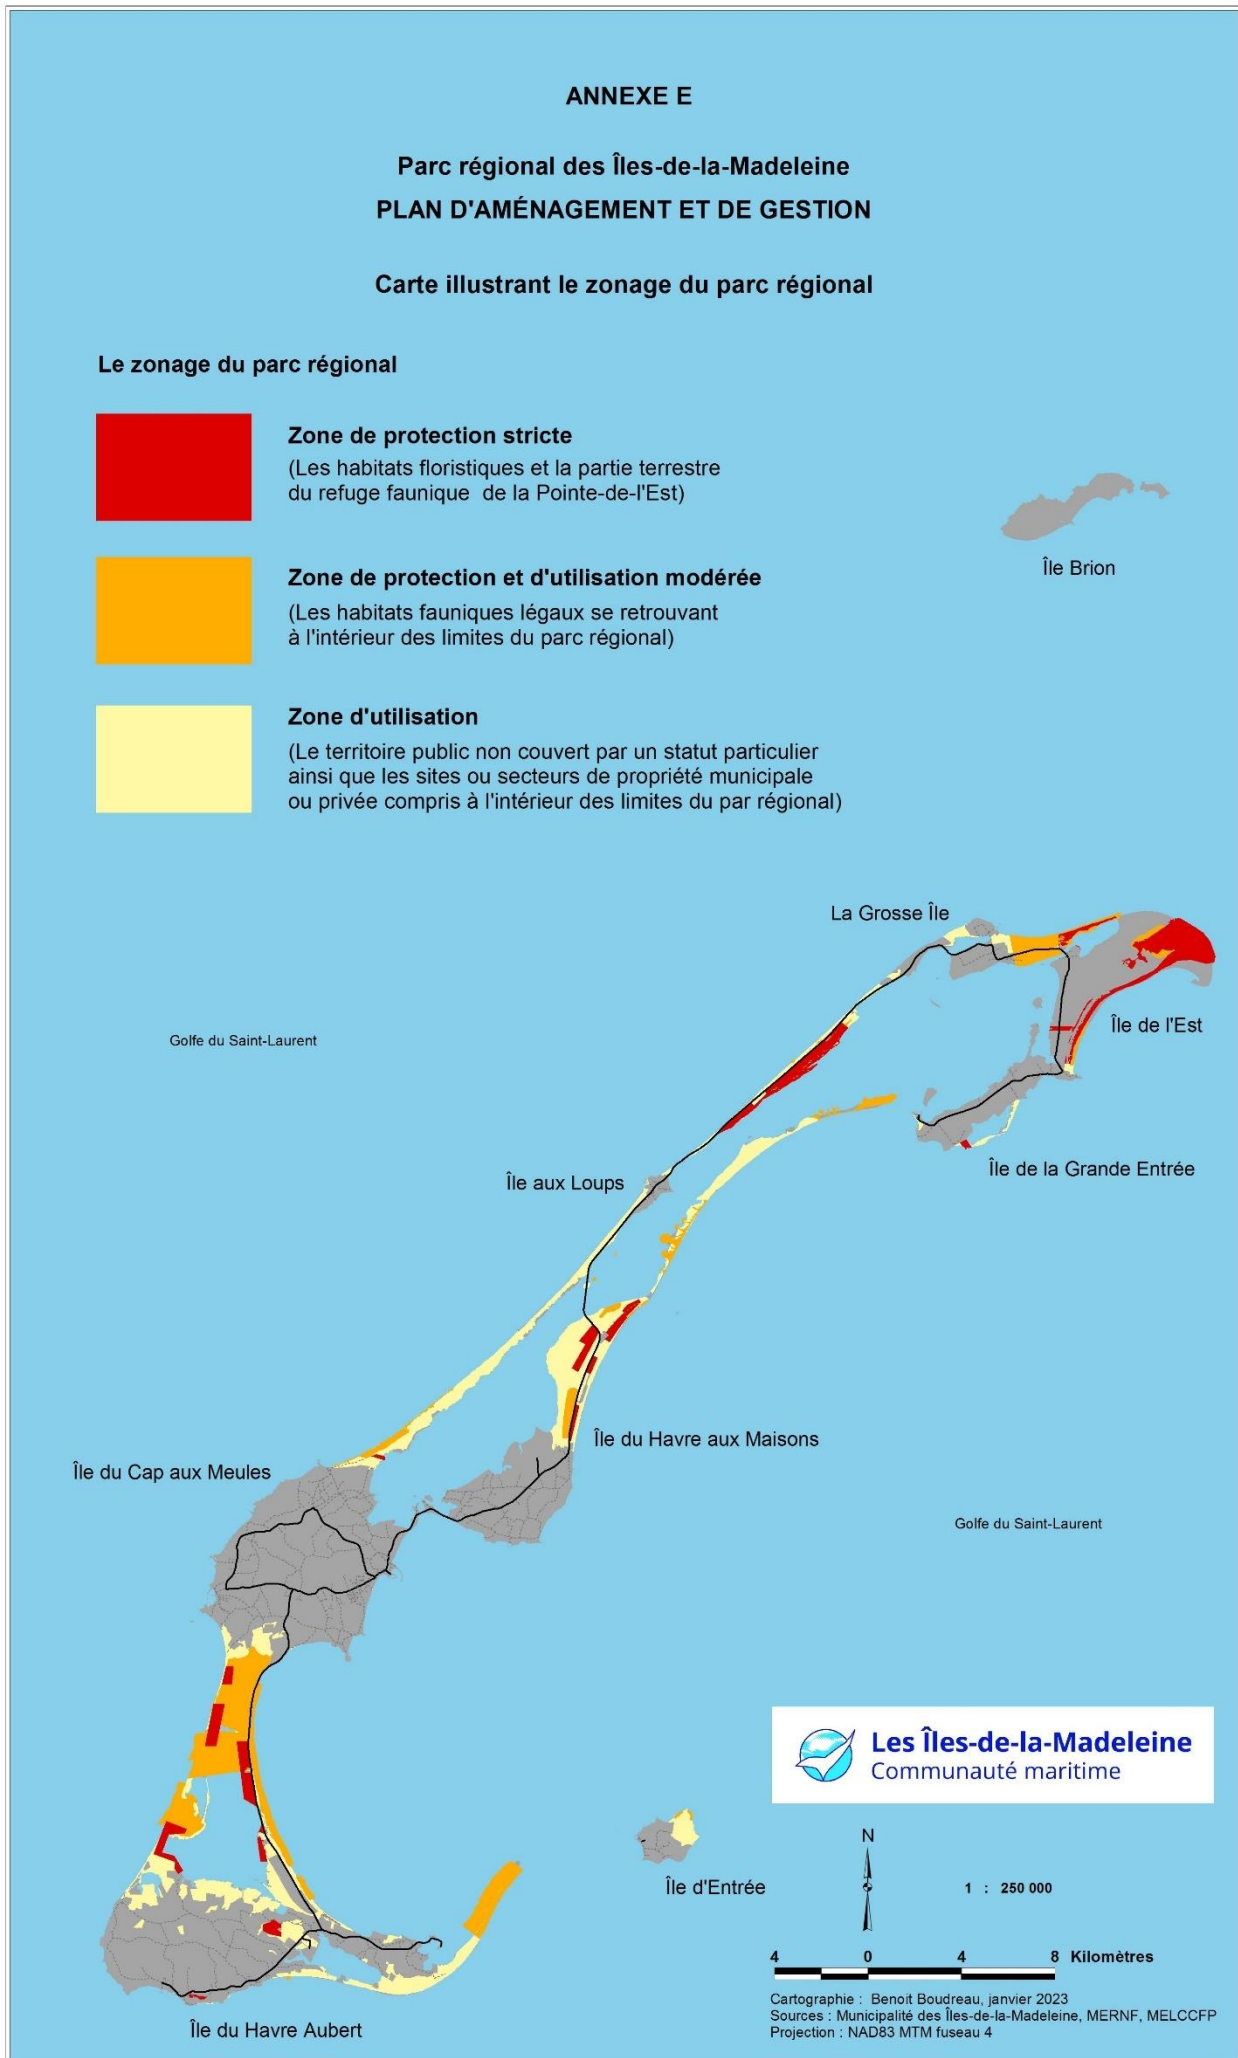 ANNEXE E
Parc régional des Îles-de-la-Madeleine
PLAN D'AMÉNAGEMENT ET DE GESTION
Carte illustrant le zonage du parc régional
Le zonage du parc régional
Zone de protection stricte
(Les habitats floristiques et la partie terrestre
du refuge faunique de la Pointe-de-l'Est)
Zone de protection et d'utilisation modérée
(Les habitats fauniques légaux se retrouvant
à l'intérieur des limites du parc régional)
Zone d'utilisation
(Le territoire public non couvert par un statut particulier
ainsi que les sites ou secteurs de propriété municipale
ou privée compris à l'intérieur des limites du par régional)
Île Brion
La Grosse Île
Île de l'Est
Golfe du Saint-Laurent
Île de la Grande Entrée
Île aux Loups
Île du Havre aux Maisons
Île du Cap aux Meules
Golfe du Saint-Laurent
Les Îles-de-la-Madeleine
Communauté maritime
Île d'Entrée
N
1 : 250 000
4 0 4 8 Kilomètres
Cartographie : Benoit Boudreau, janvier 2023
Sources : Municipalité des Îles-de-la-Madeleine, MERNF, MELCCFP
Projection : NAD83 MTM fuseau 4
Île du Havre Aubert